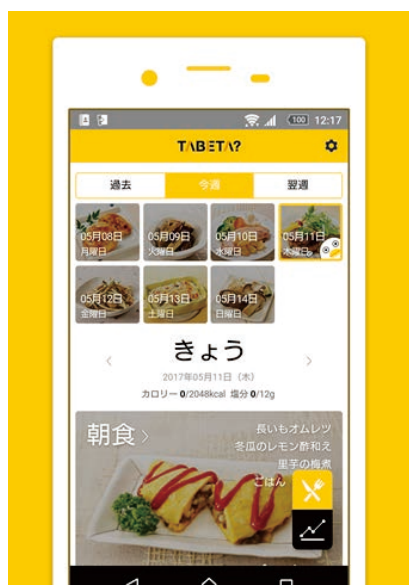 100 12:17
TABETA?
過去 今週 翌週
05月08日
月曜日
05月09日
火曜日
05月10日
水曜日
05月11日
木曜日
05月12日
金曜日
05月13日
土曜日
05月14日
日曜日
きょう
2017年05月11日（木）
カロリー 0/2048kcal 塩分 0/12g
朝食
長いもオムレツ
冬瓜のレモン酢和え
里芋の梅煮
ごはん